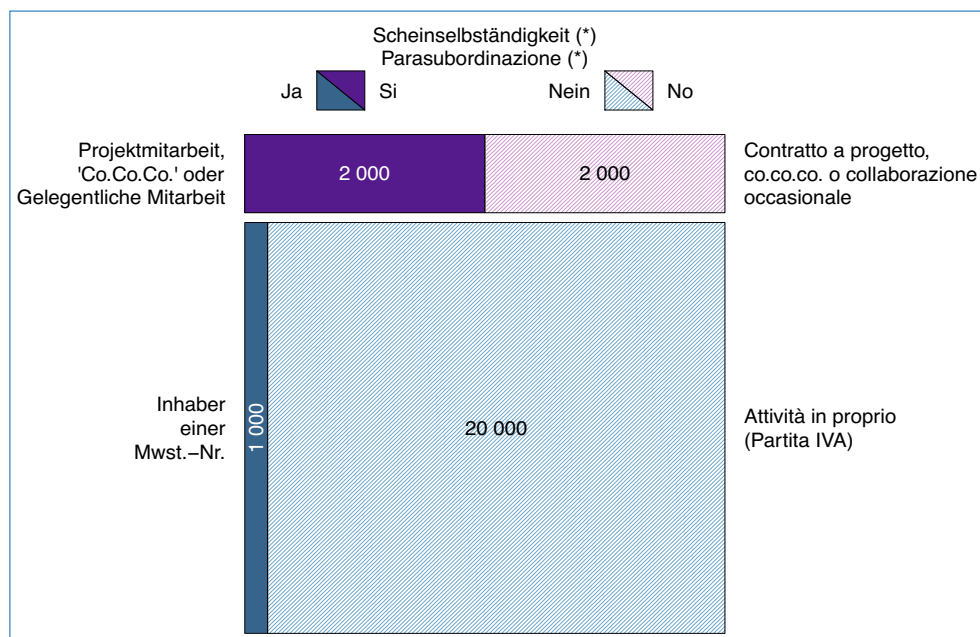 Scheinselbständigkeit (*)
Parasubordinazione (*)
Ja Si Nein No
Projektmitarbeit,
'Co.Co.Co.' oder
Gelegentliche Mitarbeit
2 000
2 000
Contratto a progetto,
co.co.co. o collaborazione
occasionale
Inhaber
einer
Mwst.–Nr.
1 000
20 000
Attività in proprio
(Partita IVA)